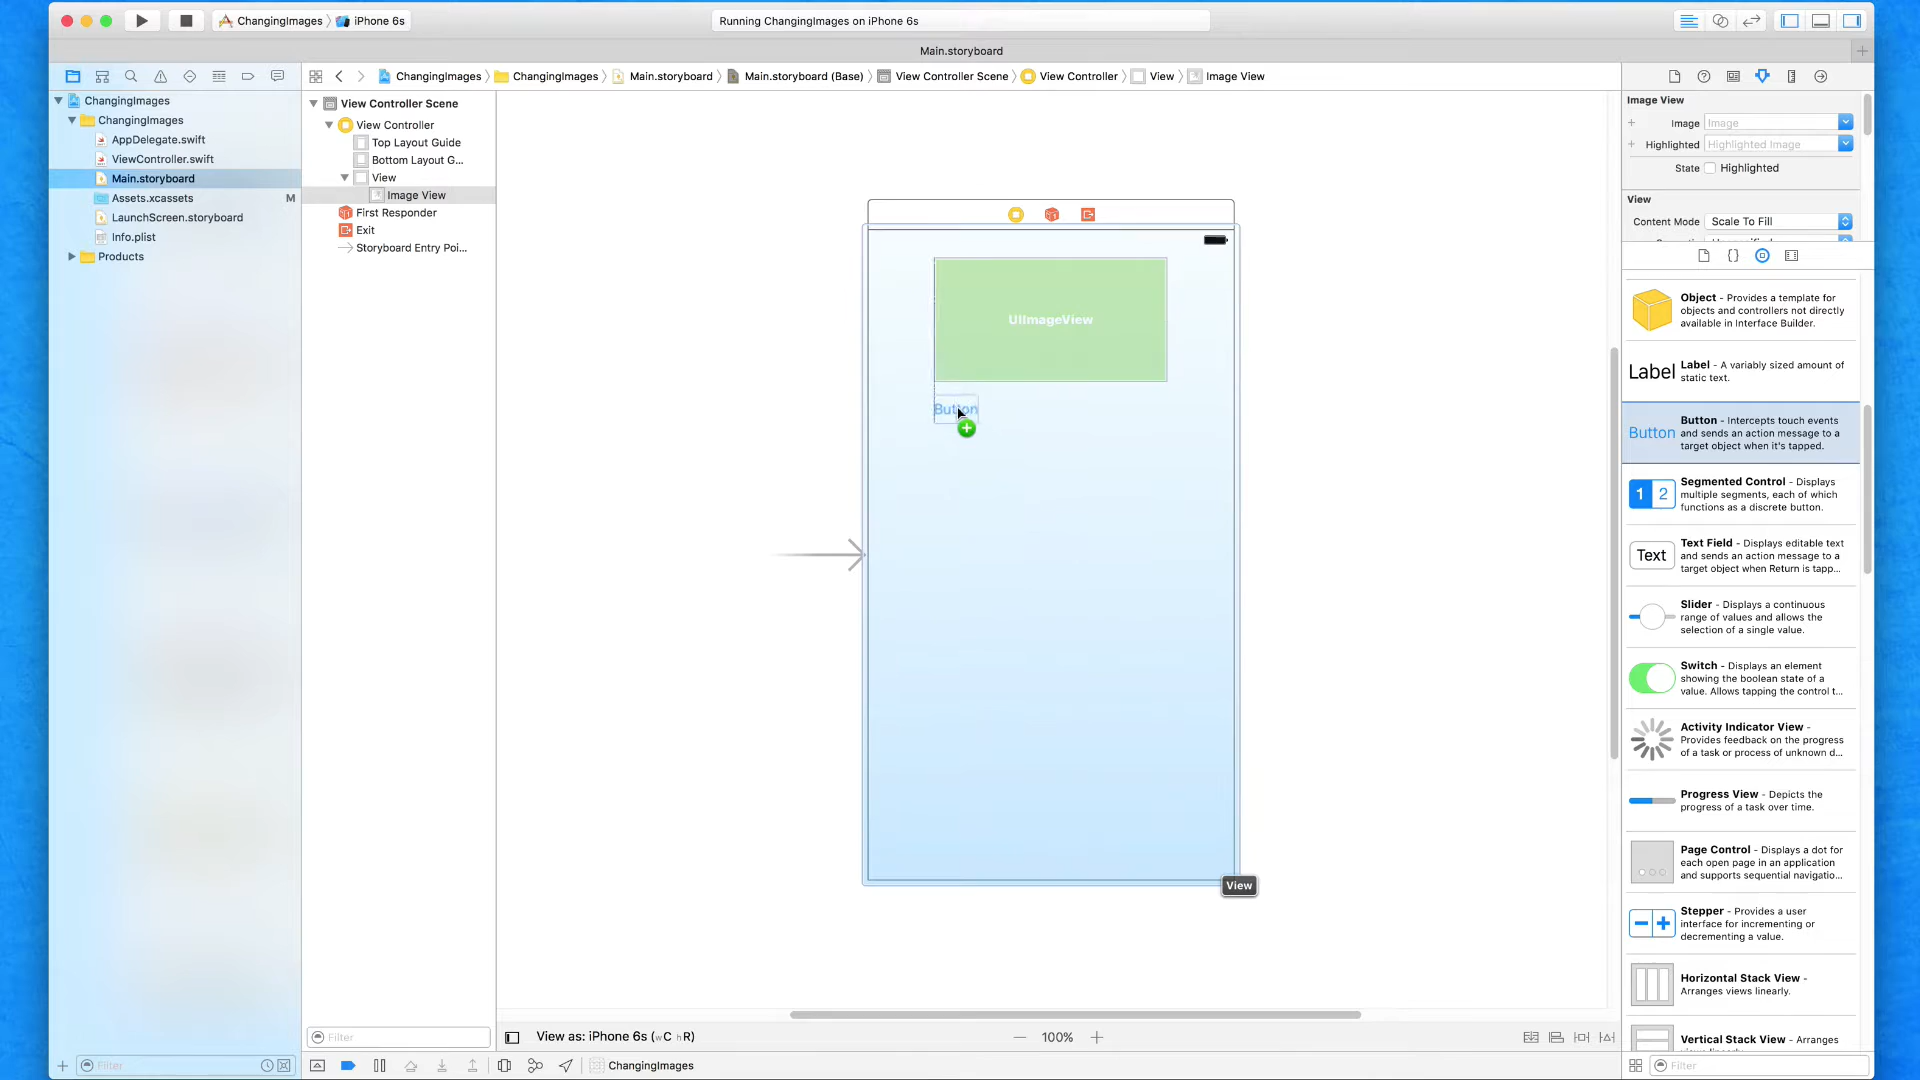 ChangingImages
iPhone 6s
Running ChangingImages on iPhone 6s
Main.storyboard
ChangingImages
ChangingImages
Main.storyboard
Main.storyboard (Base)
View Controller Scene
View Controller
View
Image View
ChangingImages
ChangingImages
AppDelegate.swift
ViewController.swift
Main.storyboard
Assets.xcassets M
LaunchScreen.storyboard
Info.plist
Products
View Controller Scene
View Controller
Top Layout Guide
Bottom Layout G...
View
Image View
First Responder
Exit
Storyboard Entry Poi...
UIImageView
Button
View
Image View
Image Image
Highlighted Highlighted Image
State Highlighted
View
Content Mode Scale To Fill
Object - Provides a template for
objects and controllers not directly
available in Interface Builder.
Label
Label - A variably sized amount of
static text.
Button
Button - Intercepts touch events
and sends an action message to a
target object when it's tapped.
1 2
Segmented Control - Displays
multiple segments, each of which
functions as a discrete button.
Text
Text Field - Displays editable text
and sends an action message to a
target object when Return is tapp...
Slider - Displays a continuous
range of values and allows the
selection of a single value.
Switch - Displays an element
showing the boolean state of a
value. Allows tapping the control t...
Activity Indicator View -
Provides feedback on the progress
of a task or process of unknown d...
Progress View - Depicts the
progress of a task over time.
Page Control - Displays a dot for
each open page in an application
and supports sequential navigatio...
Stepper - Provides a user
interface for incrementing or
decrementing a value.
Horizontal Stack View -
Arranges views linearly.
Vertical Stack View - Arranges
Filter
View as: iPhone 6s (wC hR)
100%
Filter
ChangingImages
Filter